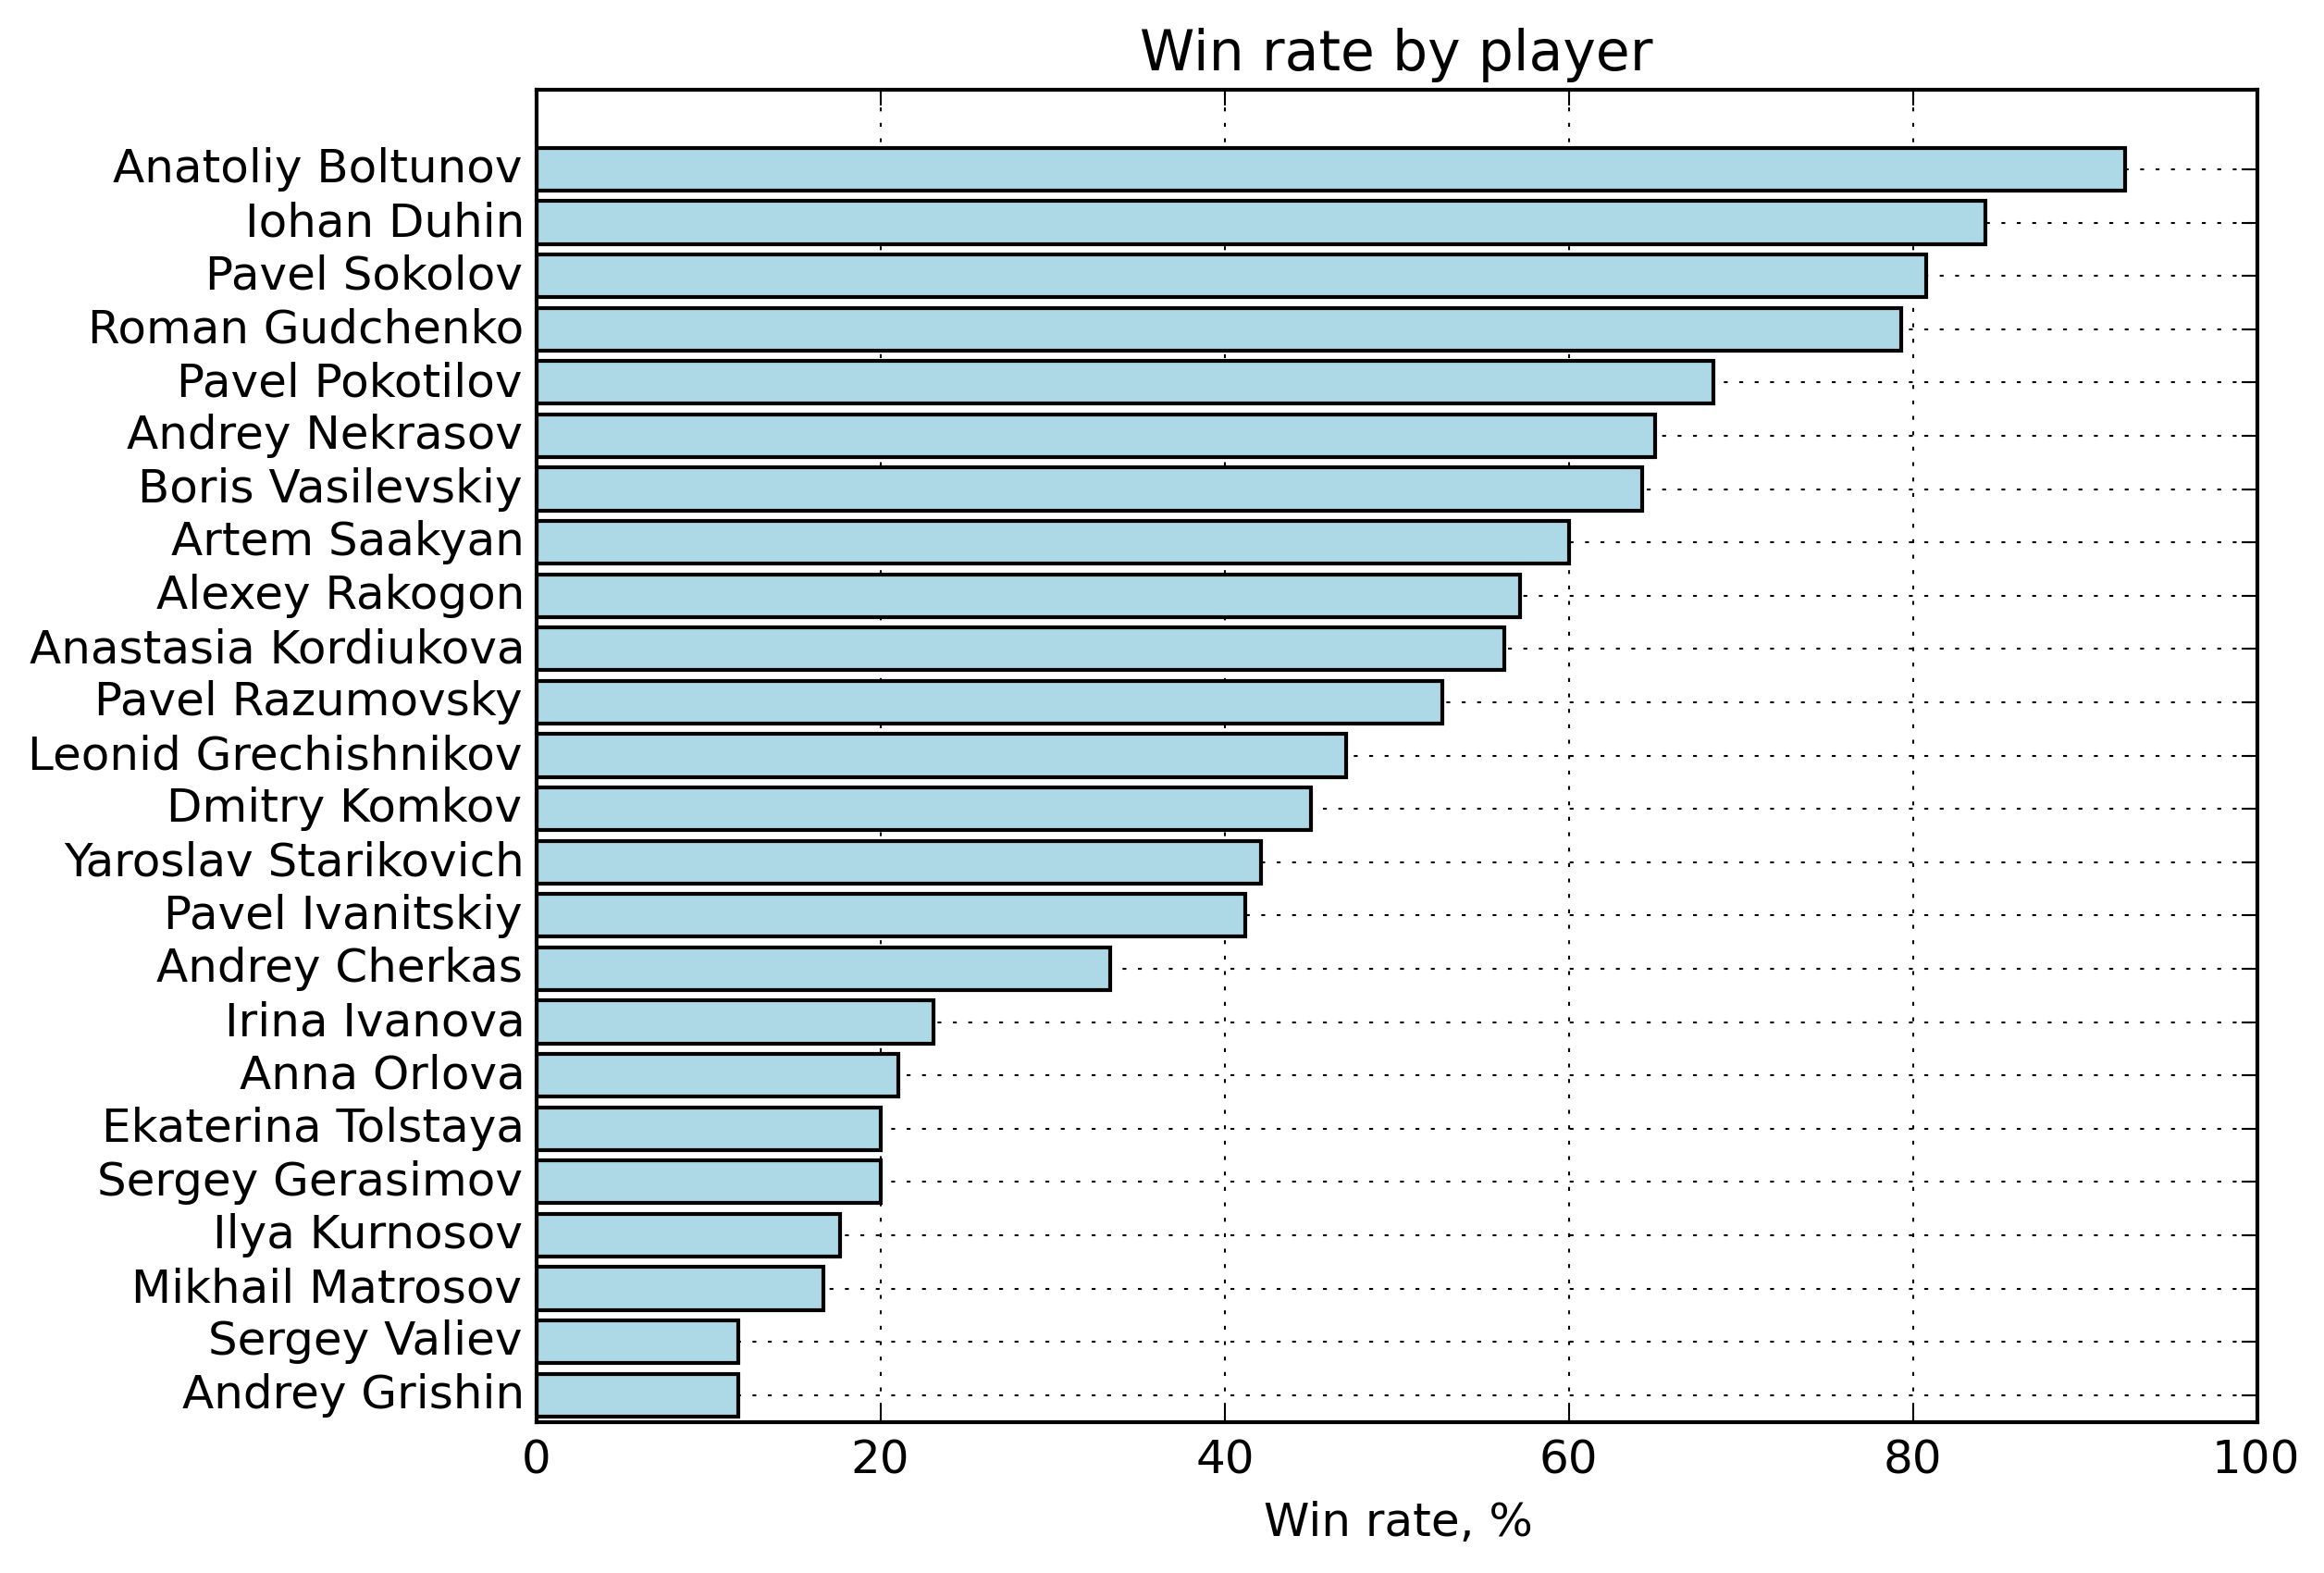 Win rate by player
Anatoliy Boltunov
Iohan Duhin
Pavel Sokolov
Roman Gudchenko
Pavel Pokotilov
Andrey Nekrasov
Boris Vasilevskiy
Artem Saakyan
Alexey Rakogon
Anastasia Kordiukova
Pavel Razumovsky
Leonid Grechishnikov
Dmitry Komkov
Yaroslav Starikovich
Pavel Ivanitskiy
Andrey Cherkas
Irina Ivanova
Anna Orlova
Ekaterina Tolstaya
Sergey Gerasimov
Ilya Kurnosov
Mikhail Matrosov
Sergey Valiev
Andrey Grishin
0 20 40 60 80 100
Win rate, %